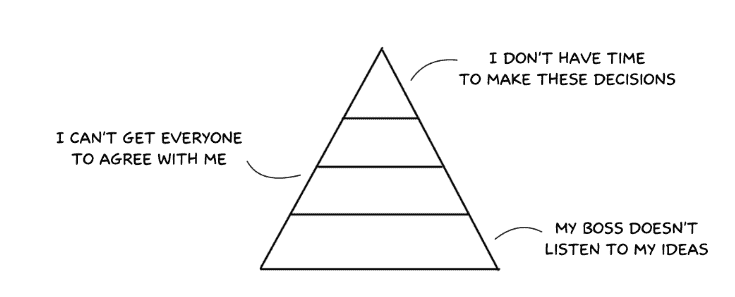 I DON'T HAVE TIME
TO MAKE THESE DECISIONS
I CAN'T GET EVERYONE
TO AGREE WITH ME
MY BOSS DOESN'T
LISTEN TO MY IDEAS